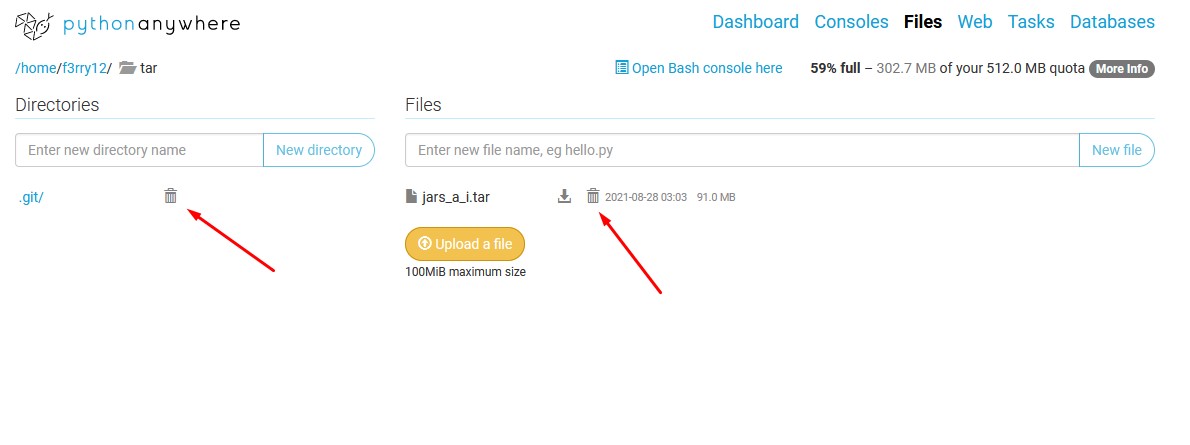 pythonanywhere
Dashboard Consoles Files Web Tasks Databases
/home/f3rry12/ tar
Open Bash console here 59% full – 302.7 MB of your 512.0 MB quota More Info
Directories Files
Enter new directory name New directory Enter new file name, eg hello.py New file
.git/ jars_a_i.tar 2021-08-28 03:03 91.0 MB
Upload a file
100MiB maximum size